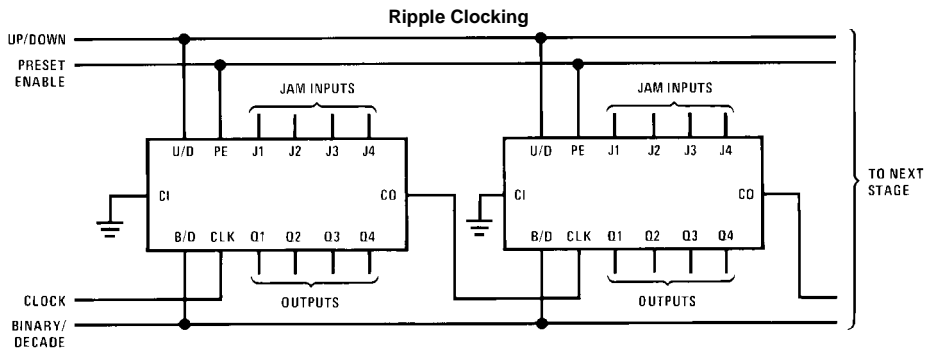 Ripple Clocking
UP/DOWN
PRESET
ENABLE
JAM INPUTS
JAM INPUTS
U/D PE J1 J2 J3 J4
U/D PE J1 J2 J3 J4
CI
CO
CI
CO
TO NEXT
STAGE
B/D CLK Q1 Q2 Q3 Q4
B/D CLK Q1 Q2 Q3 Q4
CLOCK
OUTPUTS
OUTPUTS
BINARY/
DECADE